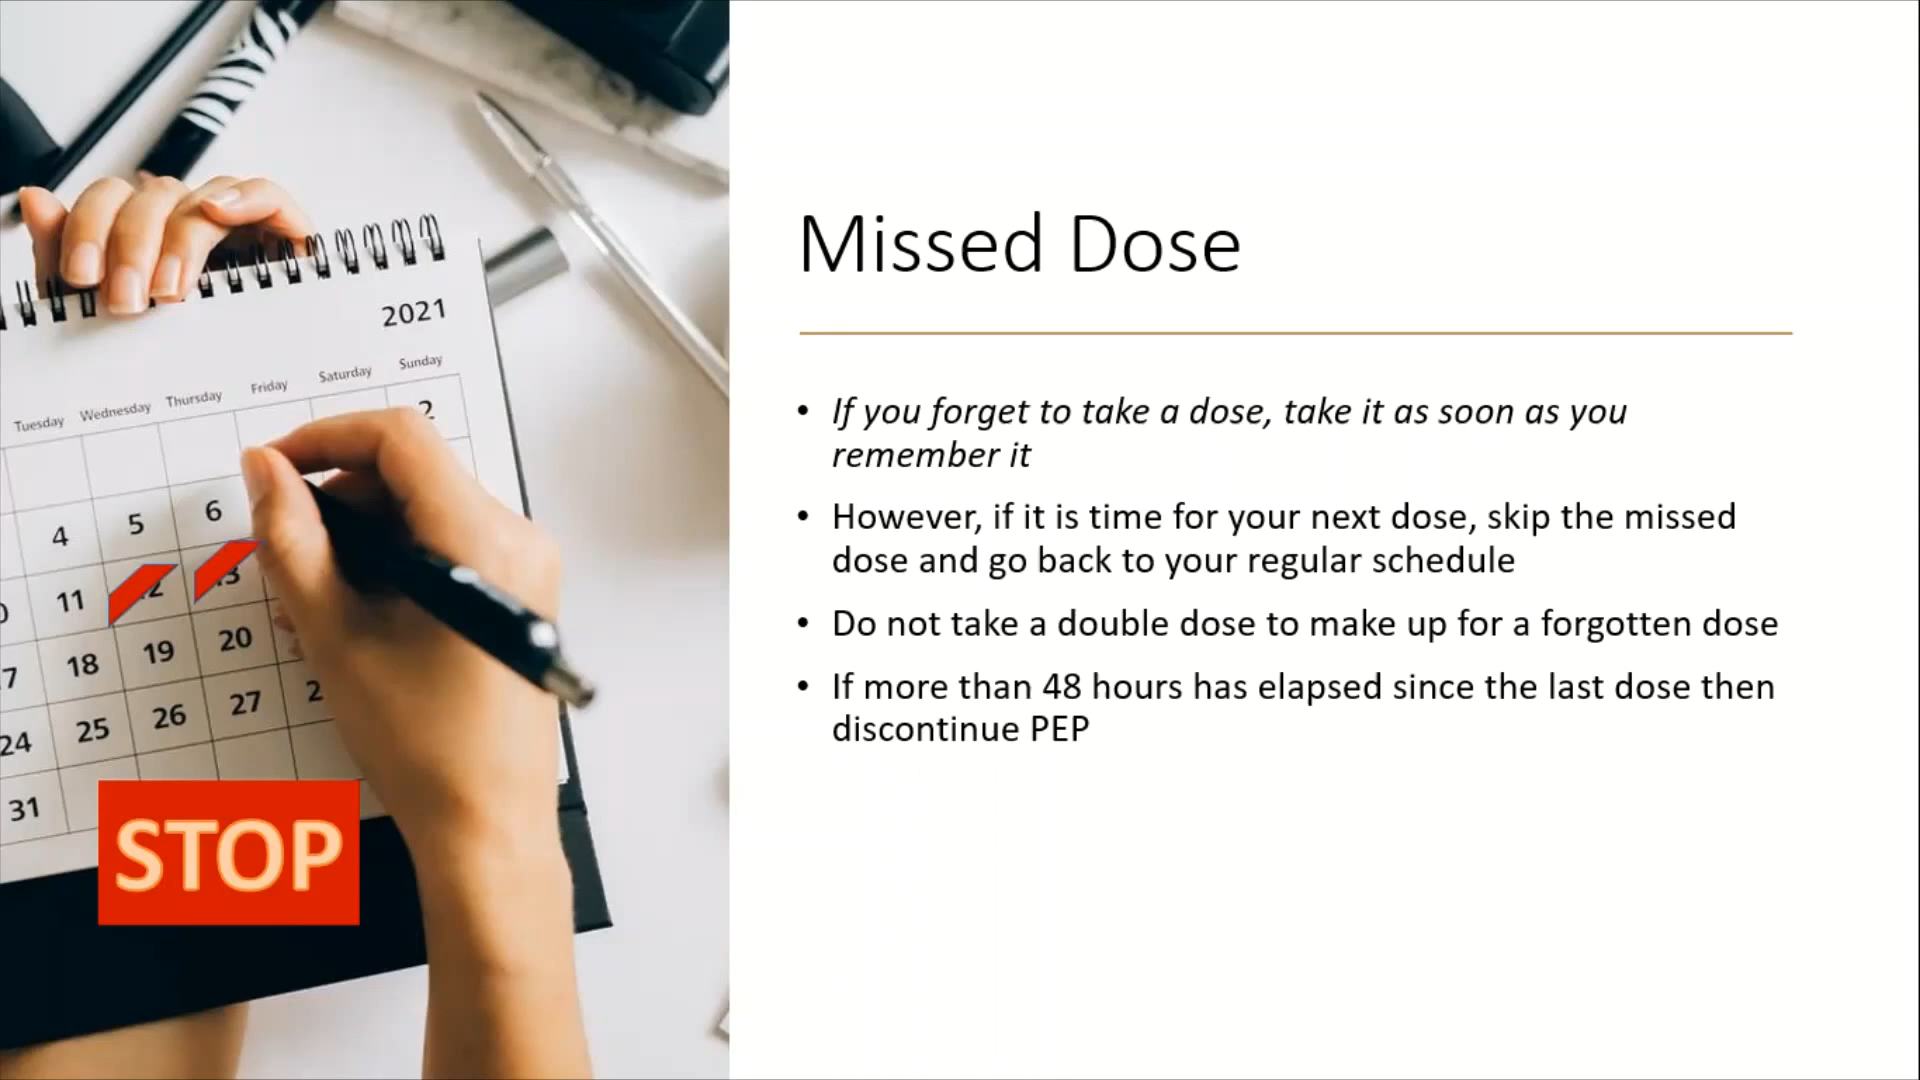 2021
Tuesday Wednesday Thursday Friday Saturday Sunday
2
4 5 6
11
18 19 20
24 25 26 27
31
STOP
Missed Dose
• If you forget to take a dose, take it as soon as you
remember it
• However, if it is time for your next dose, skip the missed
dose and go back to your regular schedule
• Do not take a double dose to make up for a forgotten dose
• If more than 48 hours has elapsed since the last dose then
discontinue PEP